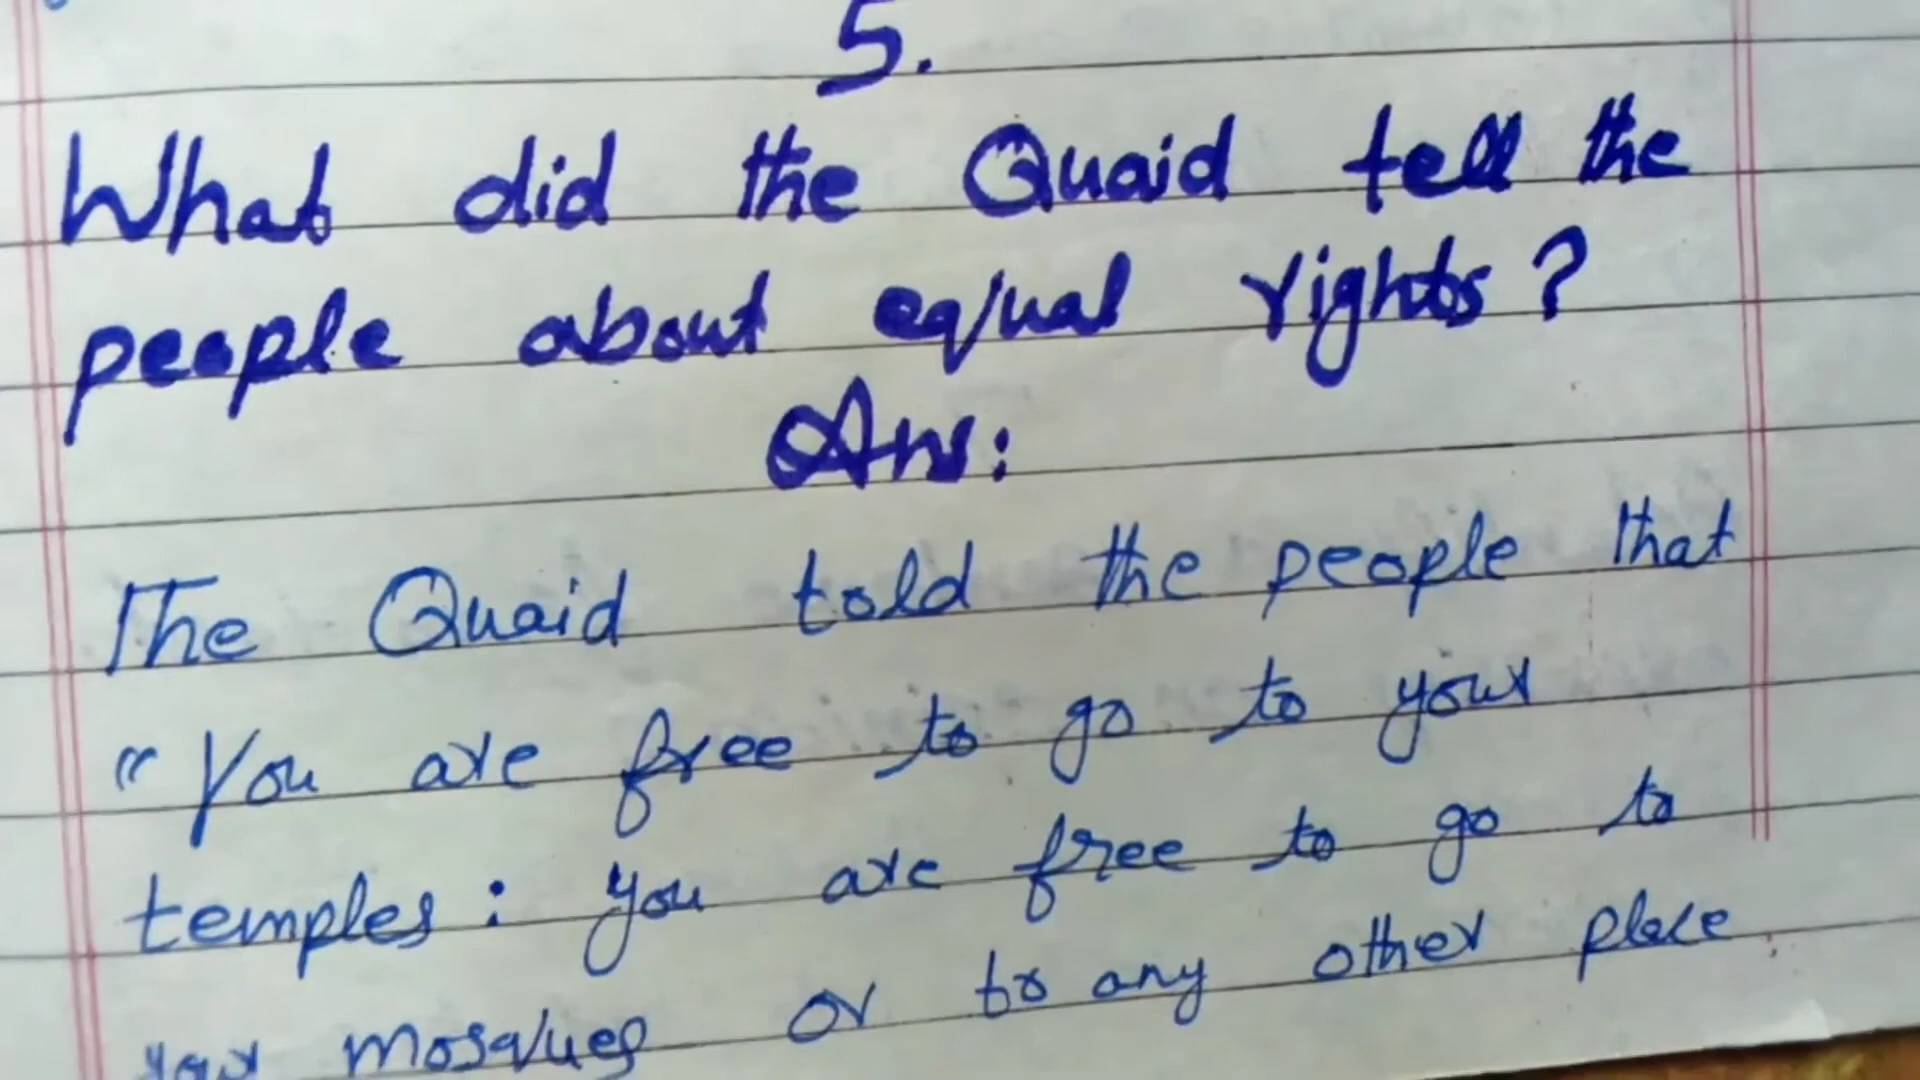 5.
What did the Quaid tell the
people about equal rights?
Ans:
The Quaid told the people that
"You are free to go to your
temples: you are free to go to
your mosques or to any other place